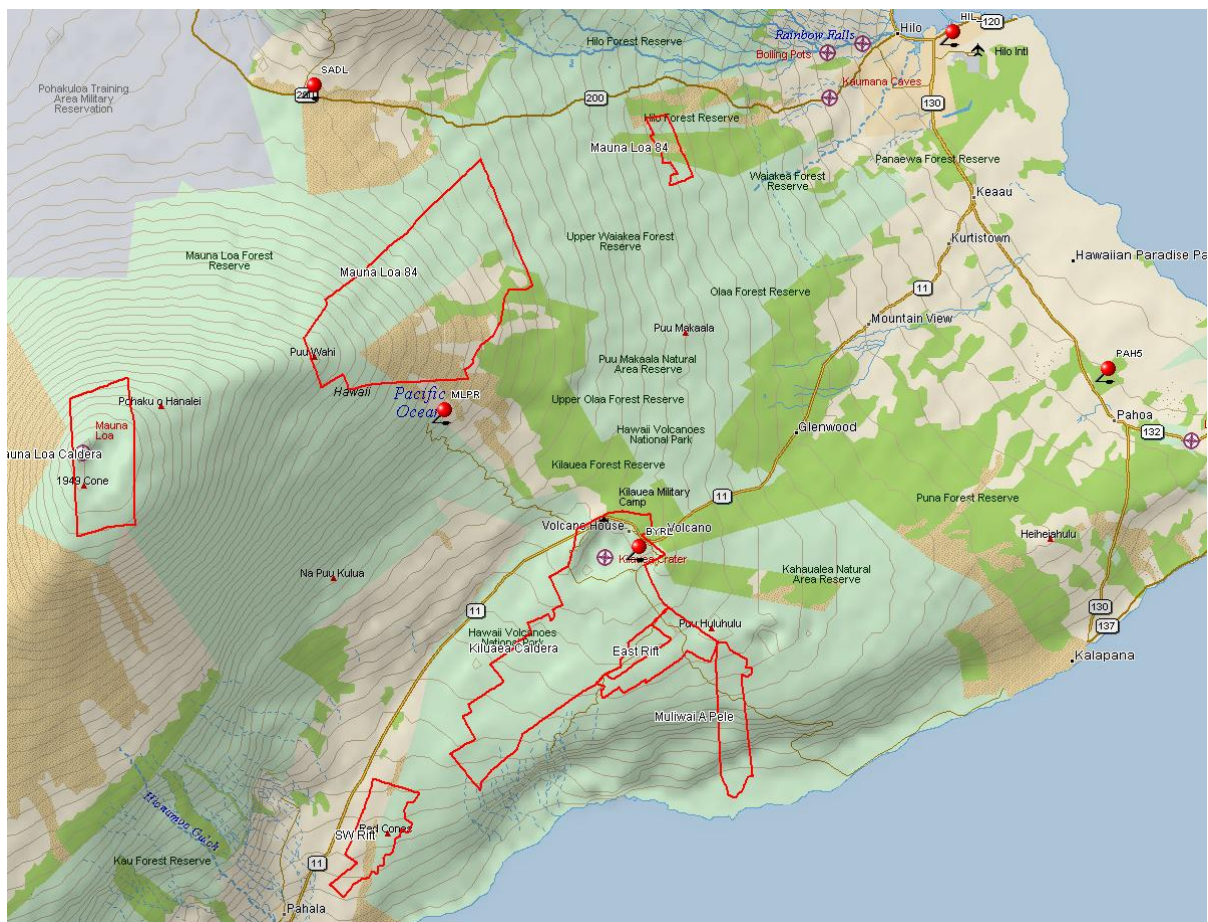 HIL
120
Rainbow Falls
Hilo
Hilo Forest Reserve
Boiling Pots
Hilo Intl
SADL
Kaumana Caves
Pohakuloa Training
Area Military
Reservation
200
130
Hilo Forest Reserve
Mauna Loa 84
Panaewa Forest Reserve
Waiakea Forest
Reserve
Keaau
Upper Waiakea Forest
Reserve
Kurtistown
Mauna Loa Forest
Reserve
Hawaiian Paradise Pa
Mauna Loa 84
Olaa Forest Reserve
11
Mountain View
Puu Makaala
Puu Wahi
Puu Makaala Natural
Area Reserve
PAH5
Hawaii
Pacific
Ocean
MLPR
Pohaku o Hanalei
Upper Olaa Forest Reserve
Pahoa
Mauna
Loa
Hawaii Volcanoes
National Park
Glenwood
132
auna Loa Caldera
Kilauea Forest Reserve
1949 Cone
Kilauea Military
Camp
11
Puna Forest Reserve
Volcano House
Volcano
BYRL
Heiheiahulu
Kilauea Crater
Kahaualea Natural
Area Reserve
Na Puu Kulua
11
130
Puu Huluhulu
137
Hawaii Volcanoes
National Park
Kiluaea Caldera
East Rift
Kalapana
Muliwai A Pele
Hionamoa Gulch
Red Cones
SW Rift
Kau Forest Reserve
11
Pahala